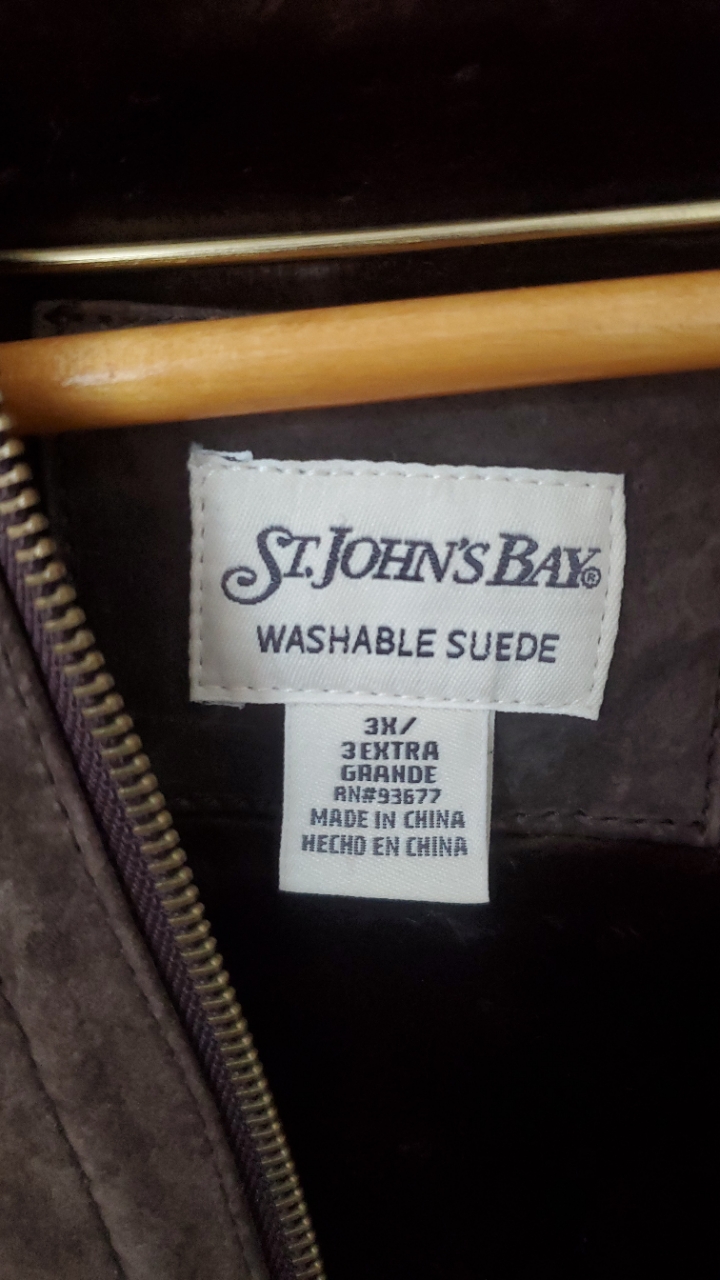 ST. JOHN'S BAY®
WASHABLE SUEDE
3X/
3 EXTRA
GRANDE
RN#93677
MADE IN CHINA
HECHO EN CHINA